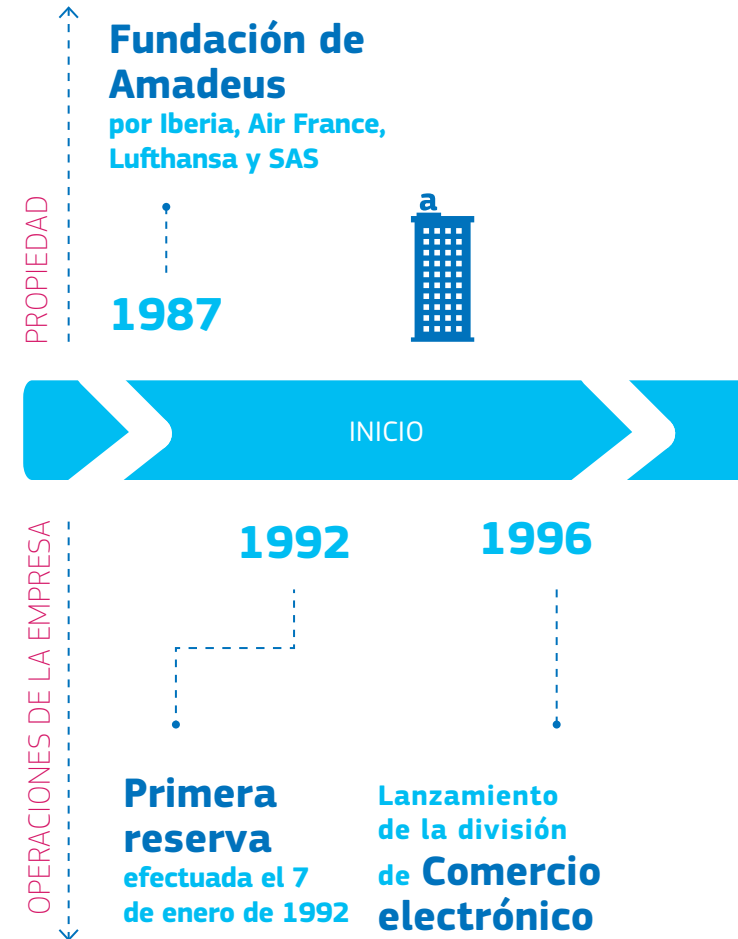 Fundación de
Amadeus
por Iberia, Air France,
Lufthansa y SAS
PROPIEDAD
a
1987
INICIO
OPERACIONES DE LA EMPRESA
1992
1996
Primera
reserva
efectuada el 7
de enero de 1992
Lanzamiento
de la división
de Comercio
electrónico